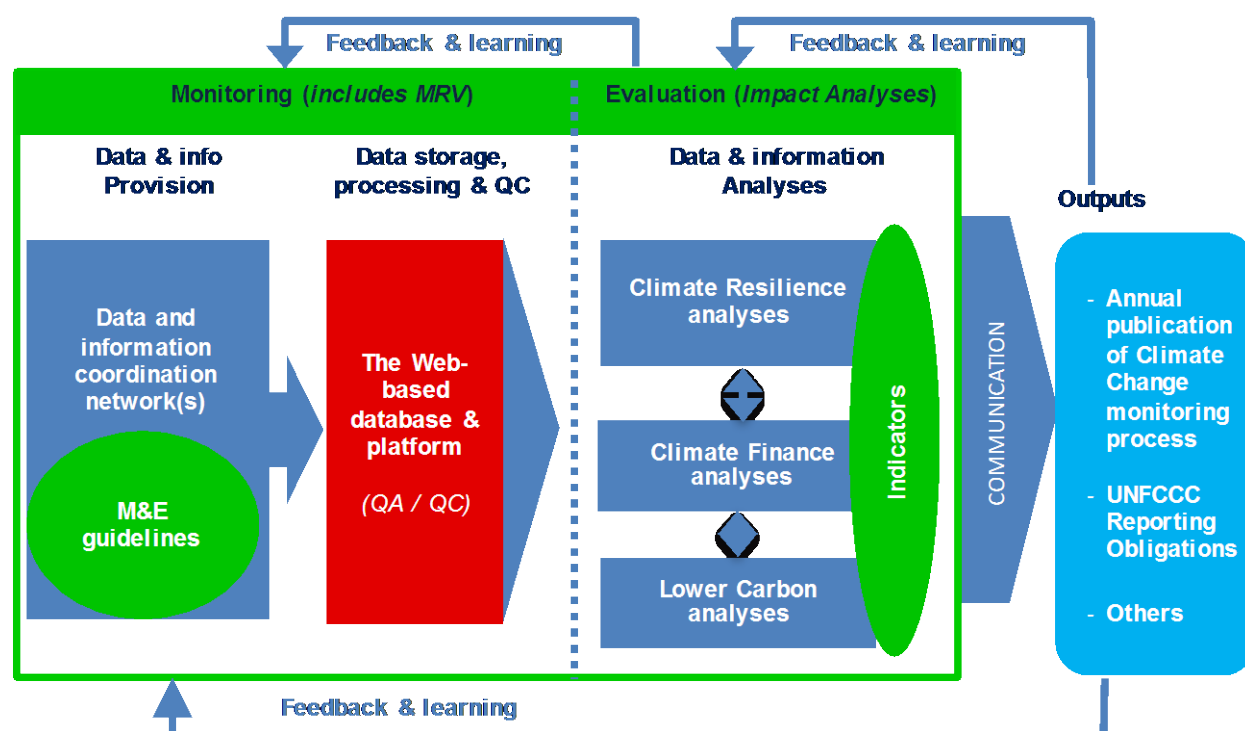 Feedback & learning
Feedback & learning
Monitoring (includes MRV)
Evaluation (Impact Analyses)
Data & info
Provision
Data storage,
processing & QC
Data & information
Analyses
Outputs
Data and
information
coordination
network(s)
M&E
guidelines
The Web-
based
database &
platform
(QA / QC)
Climate Resilience
analyses
Climate Finance
analyses
Lower Carbon
analyses
Indicators
COMMUNICATION
- Annual
publication
of Climate
Change
monitoring
process
- UNFCCC
Reporting
Obligations
- Others
Feedback & learning